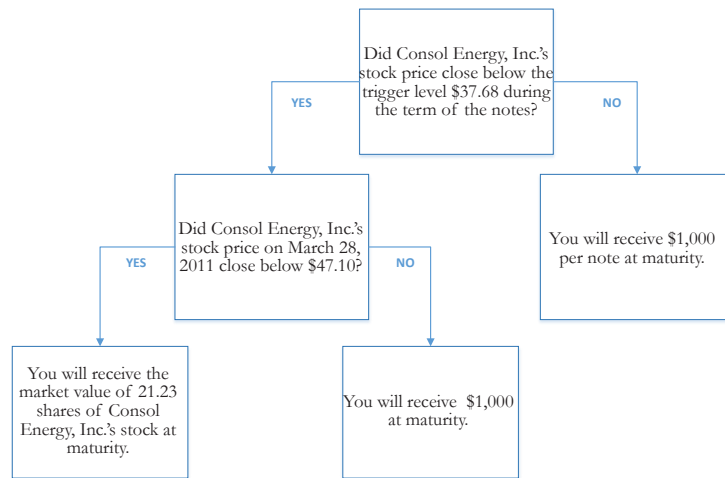 Did Consol Energy, Inc.'s
stock price close below the
trigger level $37.68 during
the term of the notes?
YES
NO
Did Consol Energy, Inc.'s
stock price on March 28,
2011 close below $47.10?
You will receive $1,000
per note at maturity.
YES
NO
You will receive the
market value of 21.23
shares of Consol
Energy, Inc.'s stock at
maturity.
You will receive $1,000
at maturity.